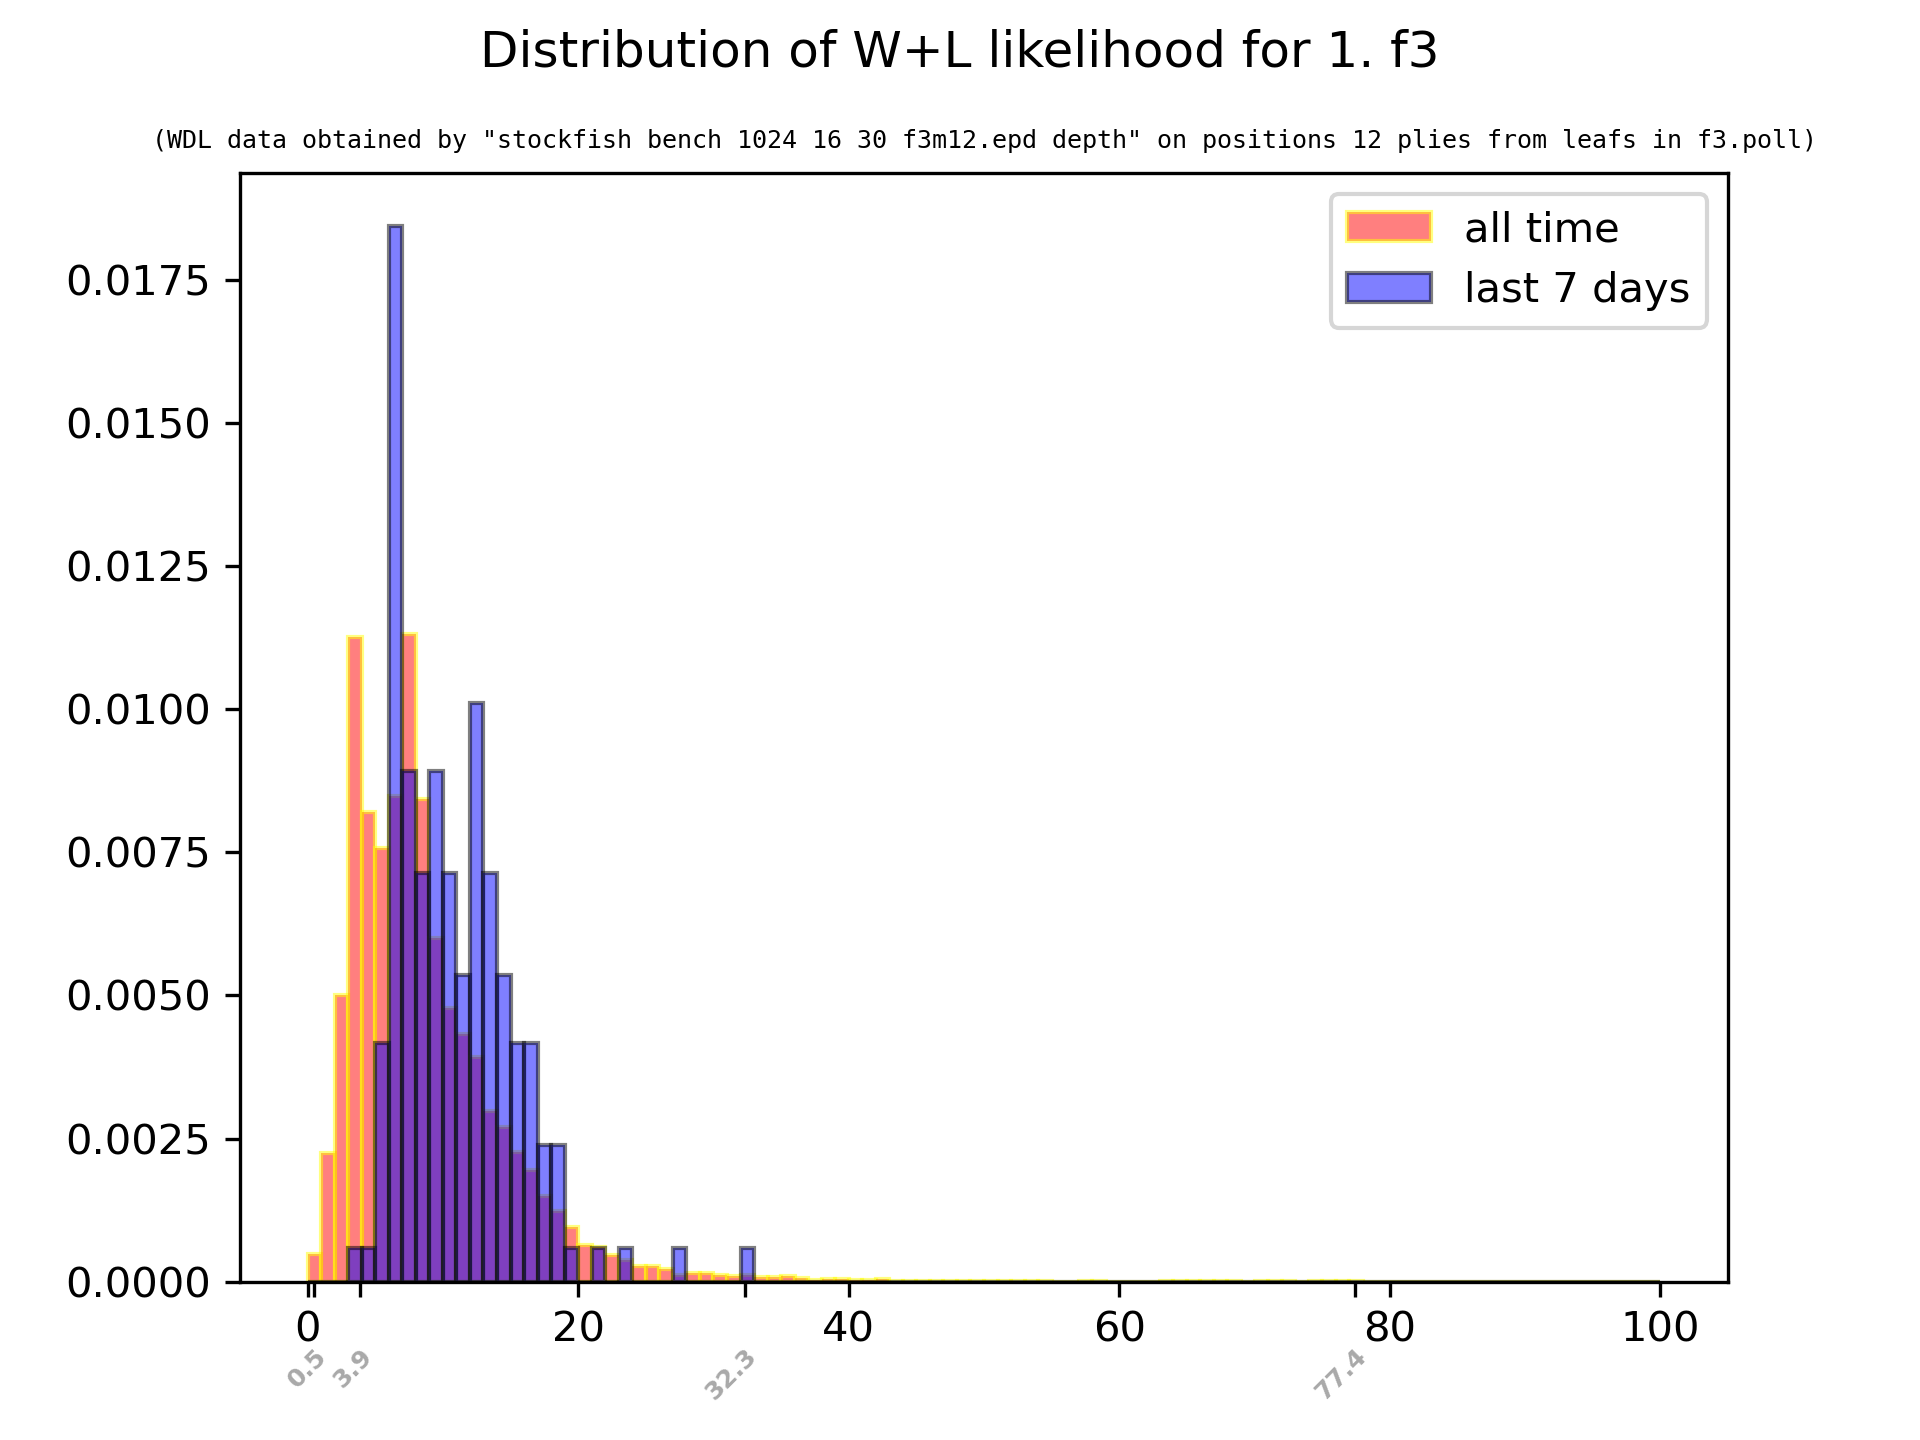 Distribution of W+L likelihood for 1. f3
(WDL data obtained by "stockfish bench 1024 16 30 f3m12.epd depth" on positions 12 plies from leafs in f3.poll)
all time
last 7 days
0.0175
0.0150
0.0125
0.0100
0.0075
0.0050
0.0025
0.0000
0 20 40 60 80 100
0.5 3.9 32.3 77.4